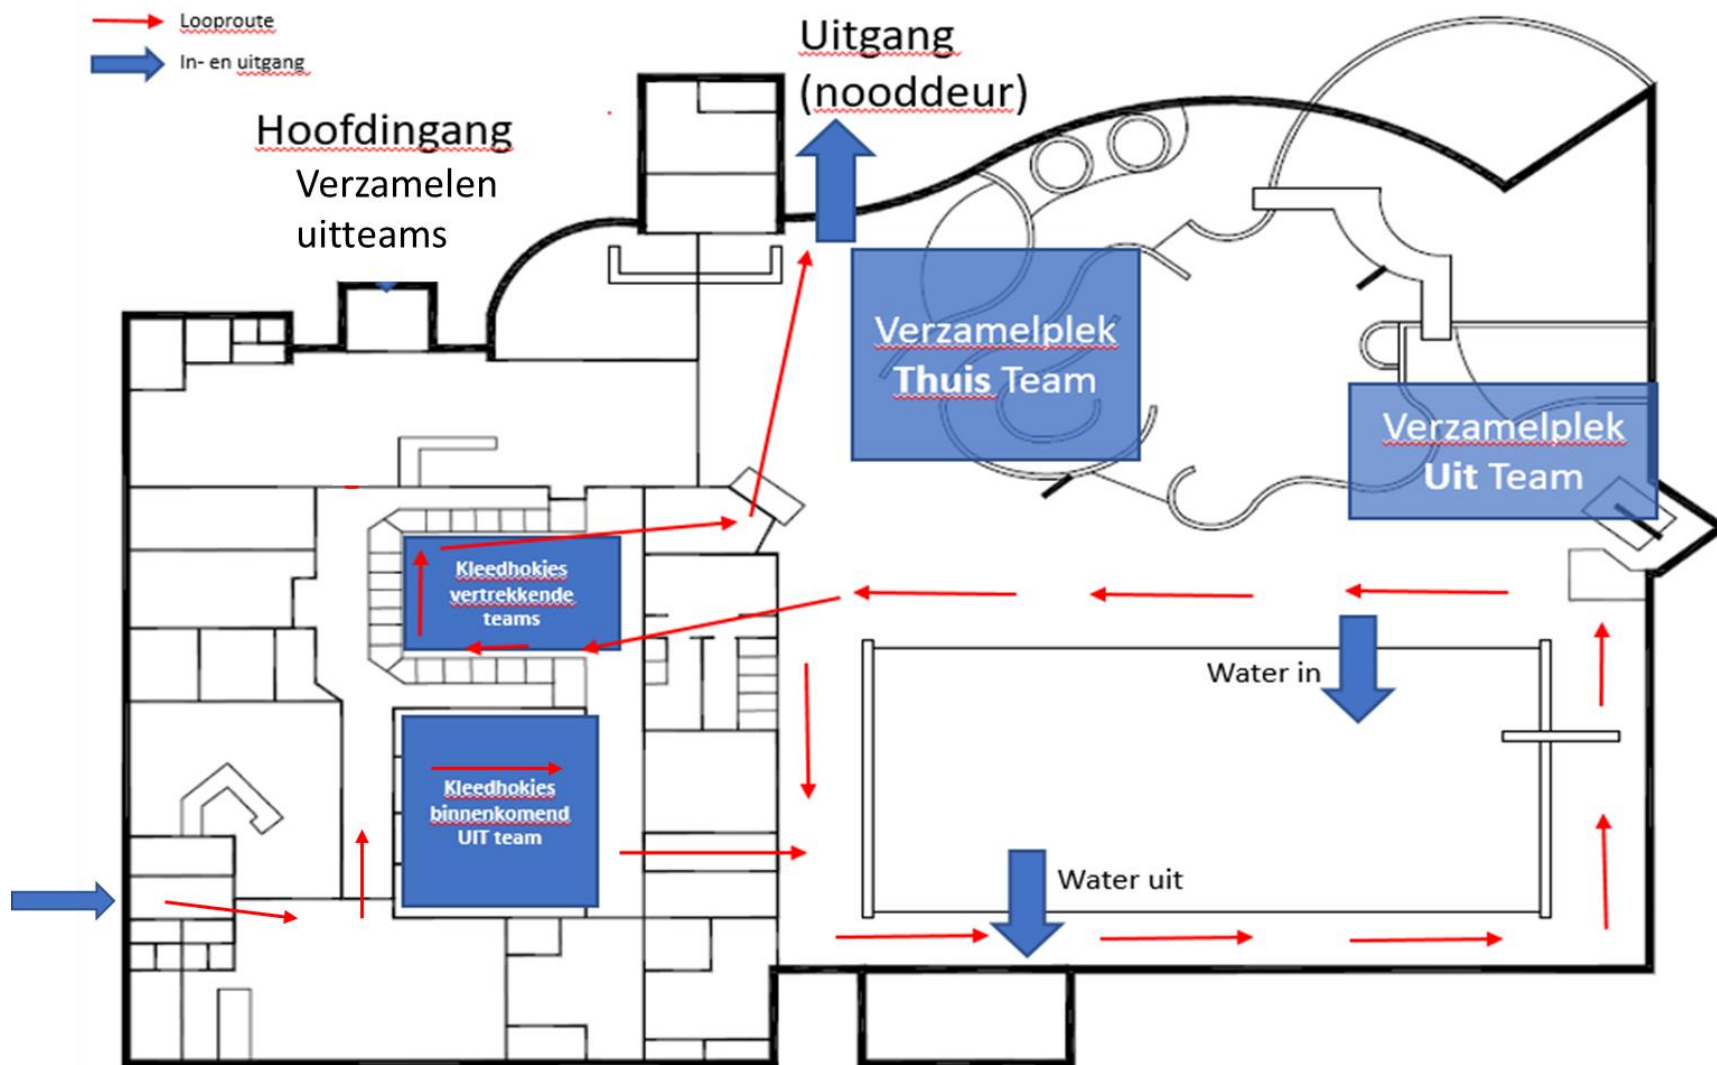 Looproute
In- en uitgang
Hoofdingang
Verzamelen
uitteams
Uitgang
(nooddeur)
Verzamelplek
Thuis Team
Verzamelplek
Uit Team
Kleedhokjes
vertrekkende
teams
Water in
Kleedhokjes
binnenkomend
UIT team
Water uit